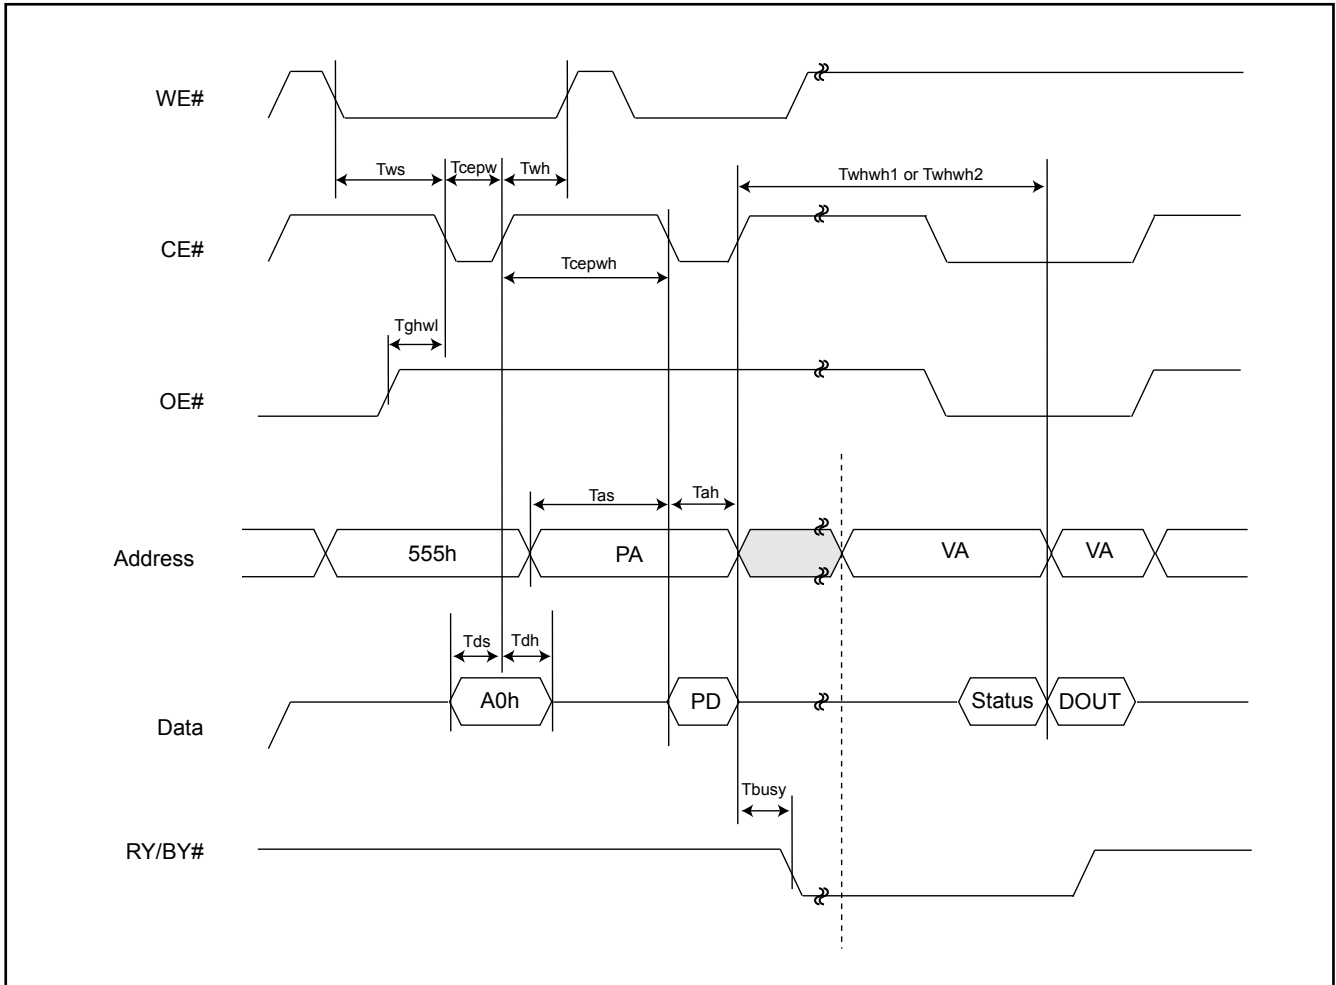 WE#
Tws
Tcepw
Twh
Twhwh1 or Twhwh2
CE#
Tcepwh
Tghwl
OE#
Tas
Tah
Address
555h
PA
VA
VA
Tds
Tdh
Data
A0h
PD
Status
DOUT
Tbusy
RY/BY#